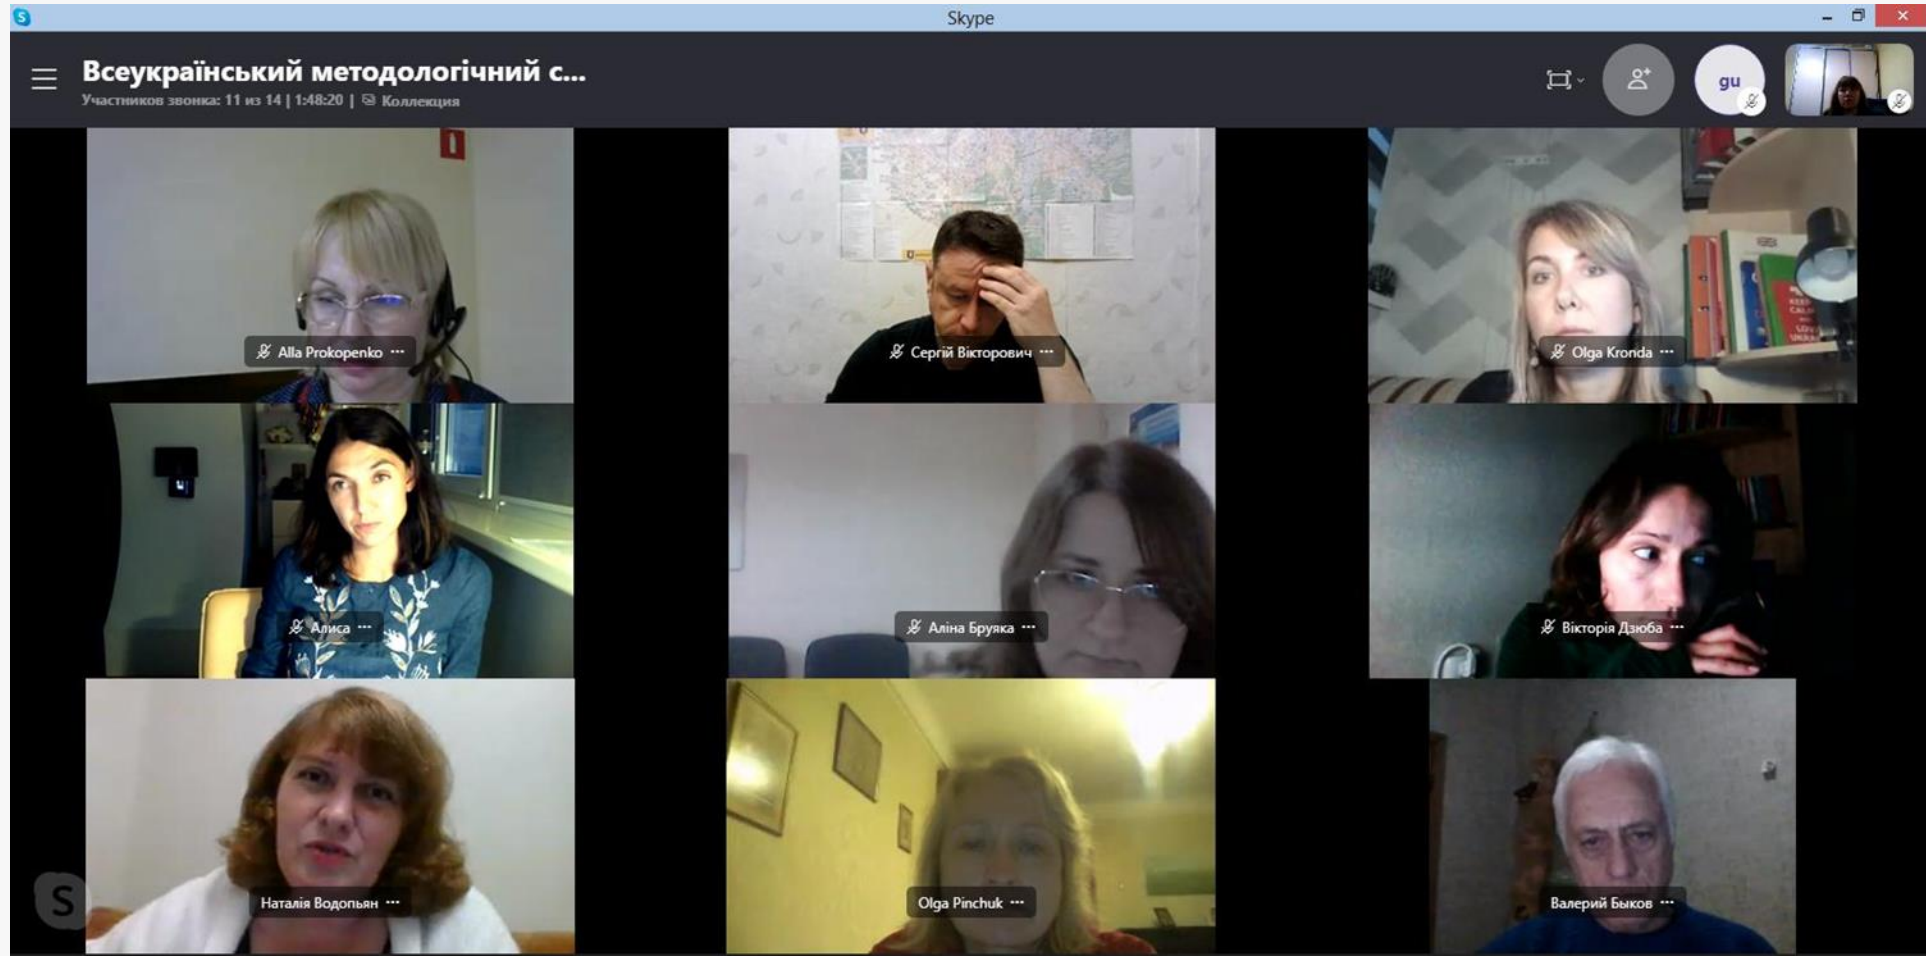 Skype
Всеукраїнський методологічний с...
Участников звонка: 11 из 14 | 1:48:20 | Коллекция
gu
Alla Prokopenko
Сергій Вікторович
Olga Kronda
Алиса
Аліна Бруяка
Вікторія Дзюба
Наталія Водопьян
Olga Pinchuk
Валерий Быков